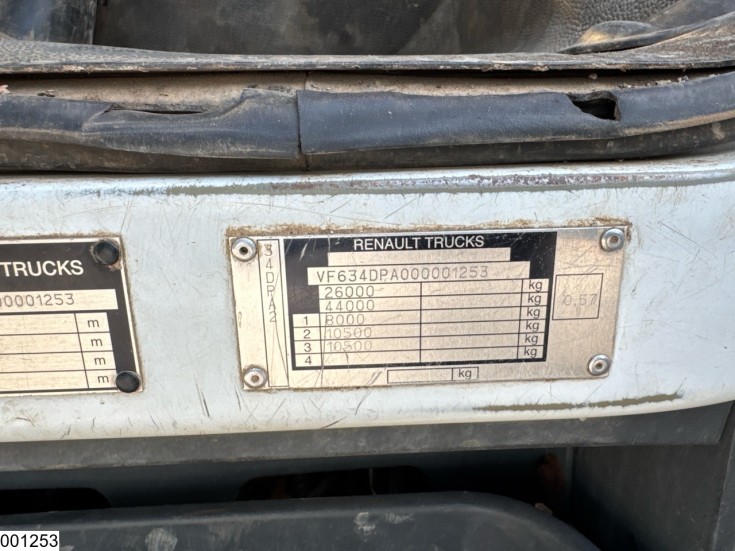 TRUCKS
00001253
m
m
m
m
34DPA2
RENAULT TRUCKS
VF634DPA000001253
26000 kg
44000 kg
1 8000 kg
2 10500 kg
3 10500 kg
4 kg
kg
0,57
001253